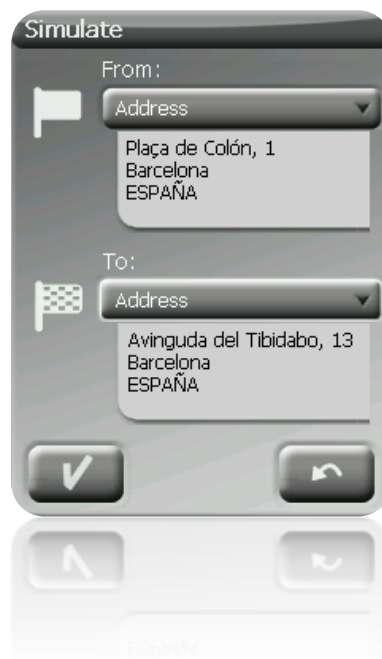 Simulate
From:
Address
Plaça de Colón, 1
Barcelona
ESPAÑA
To:
Address
Avinguda del Tibidabo, 13
Barcelona
ESPAÑA